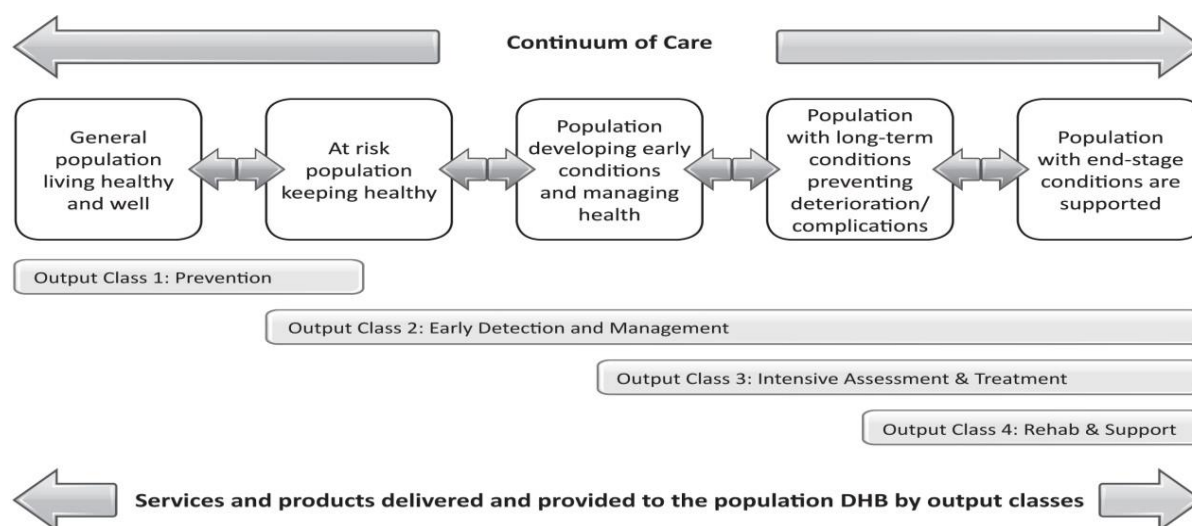 Continuum of Care
General
population
living healthy
and well
At risk
population
keeping healthy
Population
developing early
conditions
and managing
health
Population
with long-term
conditions
preventing
deterioration/
complications
Population
with end-stage
conditions are
supported
Output Class 1: Prevention
Output Class 2: Early Detection and Management
Output Class 3: Intensive Assessment & Treatment
Output Class 4: Rehab & Support
Services and products delivered and provided to the population DHB by output classes